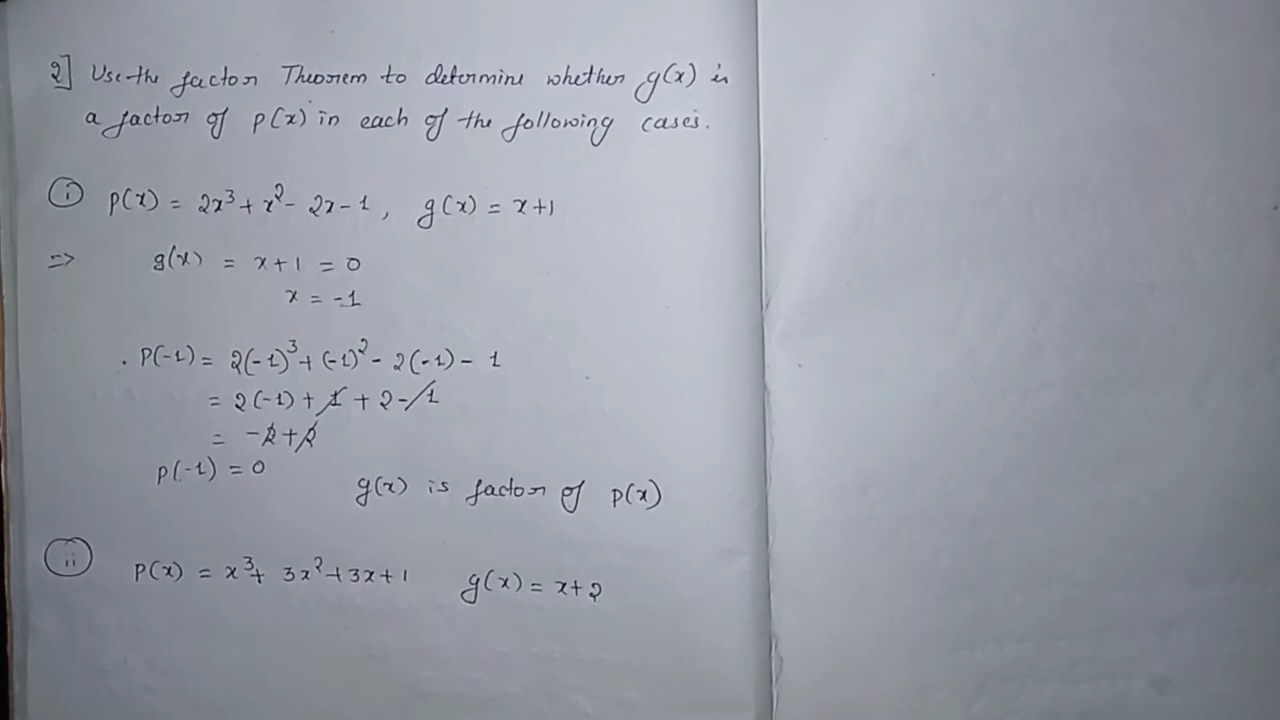 2] Use the factor Theorem to determine whether g(x) is
a factor of p(x) in each of the following cases.
(i) p(x) = 2x³ + x² - 2x - 1, g(x) = x+1
=> g(x) = x+1 = 0
x = -1
. P(-1) = 2(-1)³ + (-1)² - 2(-1) - 1
= 2(-1) + 1 + 2 - 1
= -2 + 2
p(-1) = 0
g(x) is factor of p(x)
(ii) P(x) = x³ + 3x² + 3x + 1 g(x) = x+2